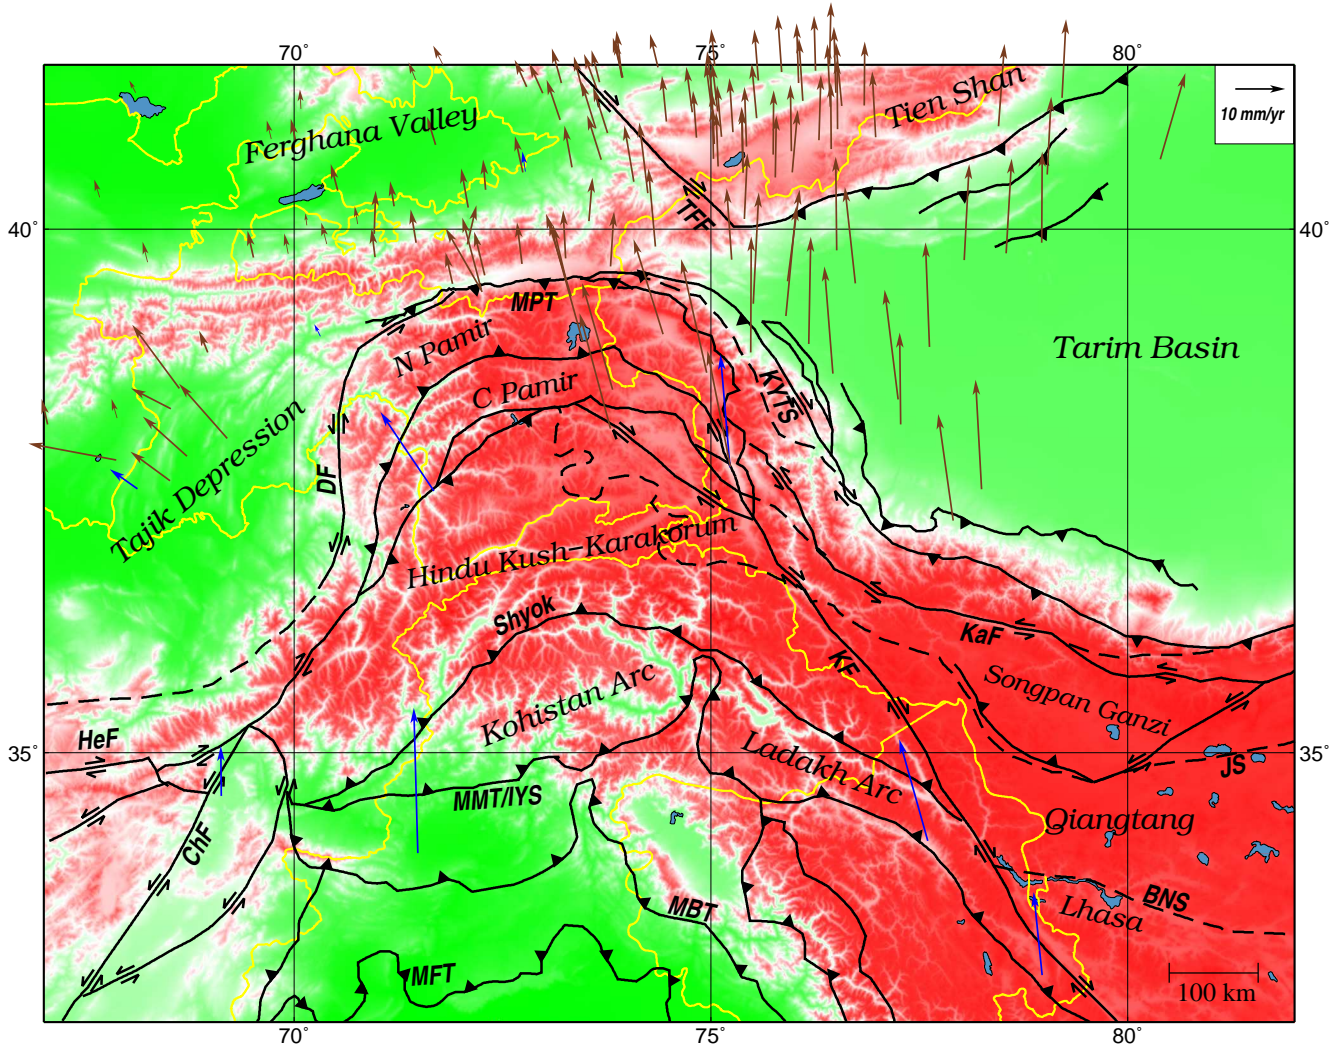 70°
75°
80°
10 mm/yr
Tien Shan
Ferghana Valley
TFF
40°
40°
MPT
N Pamir
Tarim Basin
C Pamir
KYTS
Tajik Depression
DF
Hindu Kush-Karakorum
Shyok
KaF
KF
Songpan Ganzi
Kohistan Arc
HeF
35°
35°
Ladakh Arc
JS
MMT/IYS
Qiangtang
ChF
BNS
MBT
Lhasa
MFT
100 km
70°
75°
80°